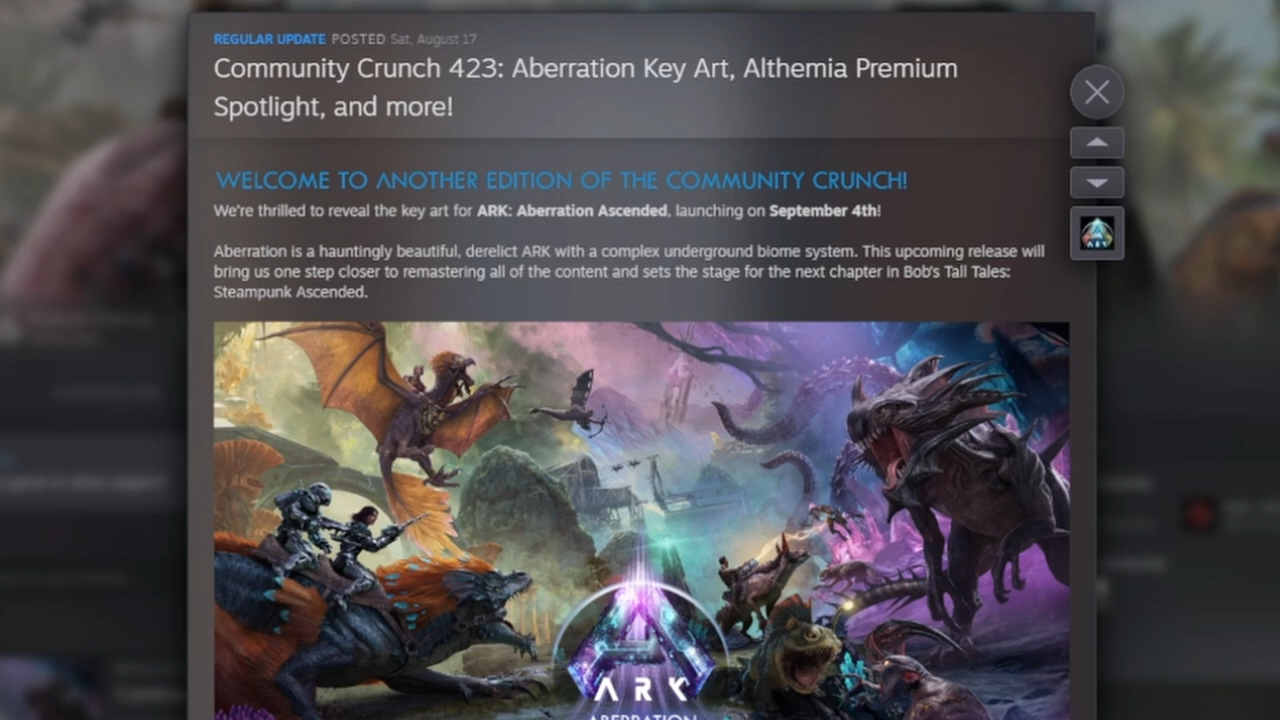 REGULAR UPDATE POSTED Sat, August 17
Community Crunch 423: Aberration Key Art, Althemia Premium
Spotlight, and more!
WELCOME TO ANOTHER EDITION OF THE COMMUNITY CRUNCH!
We're thrilled to reveal the key art for ARK: Aberration Ascended, launching on September 4th!
Aberration is a hauntingly beautiful, derelict ARK with a complex underground biome system. This upcoming release will
bring us one step closer to remastering all of the content and sets the stage for the next chapter in Bob's Tall Tales:
Steampunk Ascended.
ARK
ARK
ABERRATION